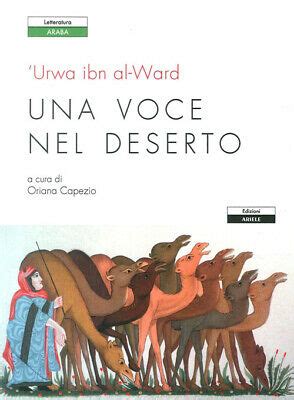 Letteratura
ARABA
'Urwa ibn al-Ward
UNA VOCE
NEL DESERTO
a cura di
Oriana Capezio
Edizioni
ARIELE